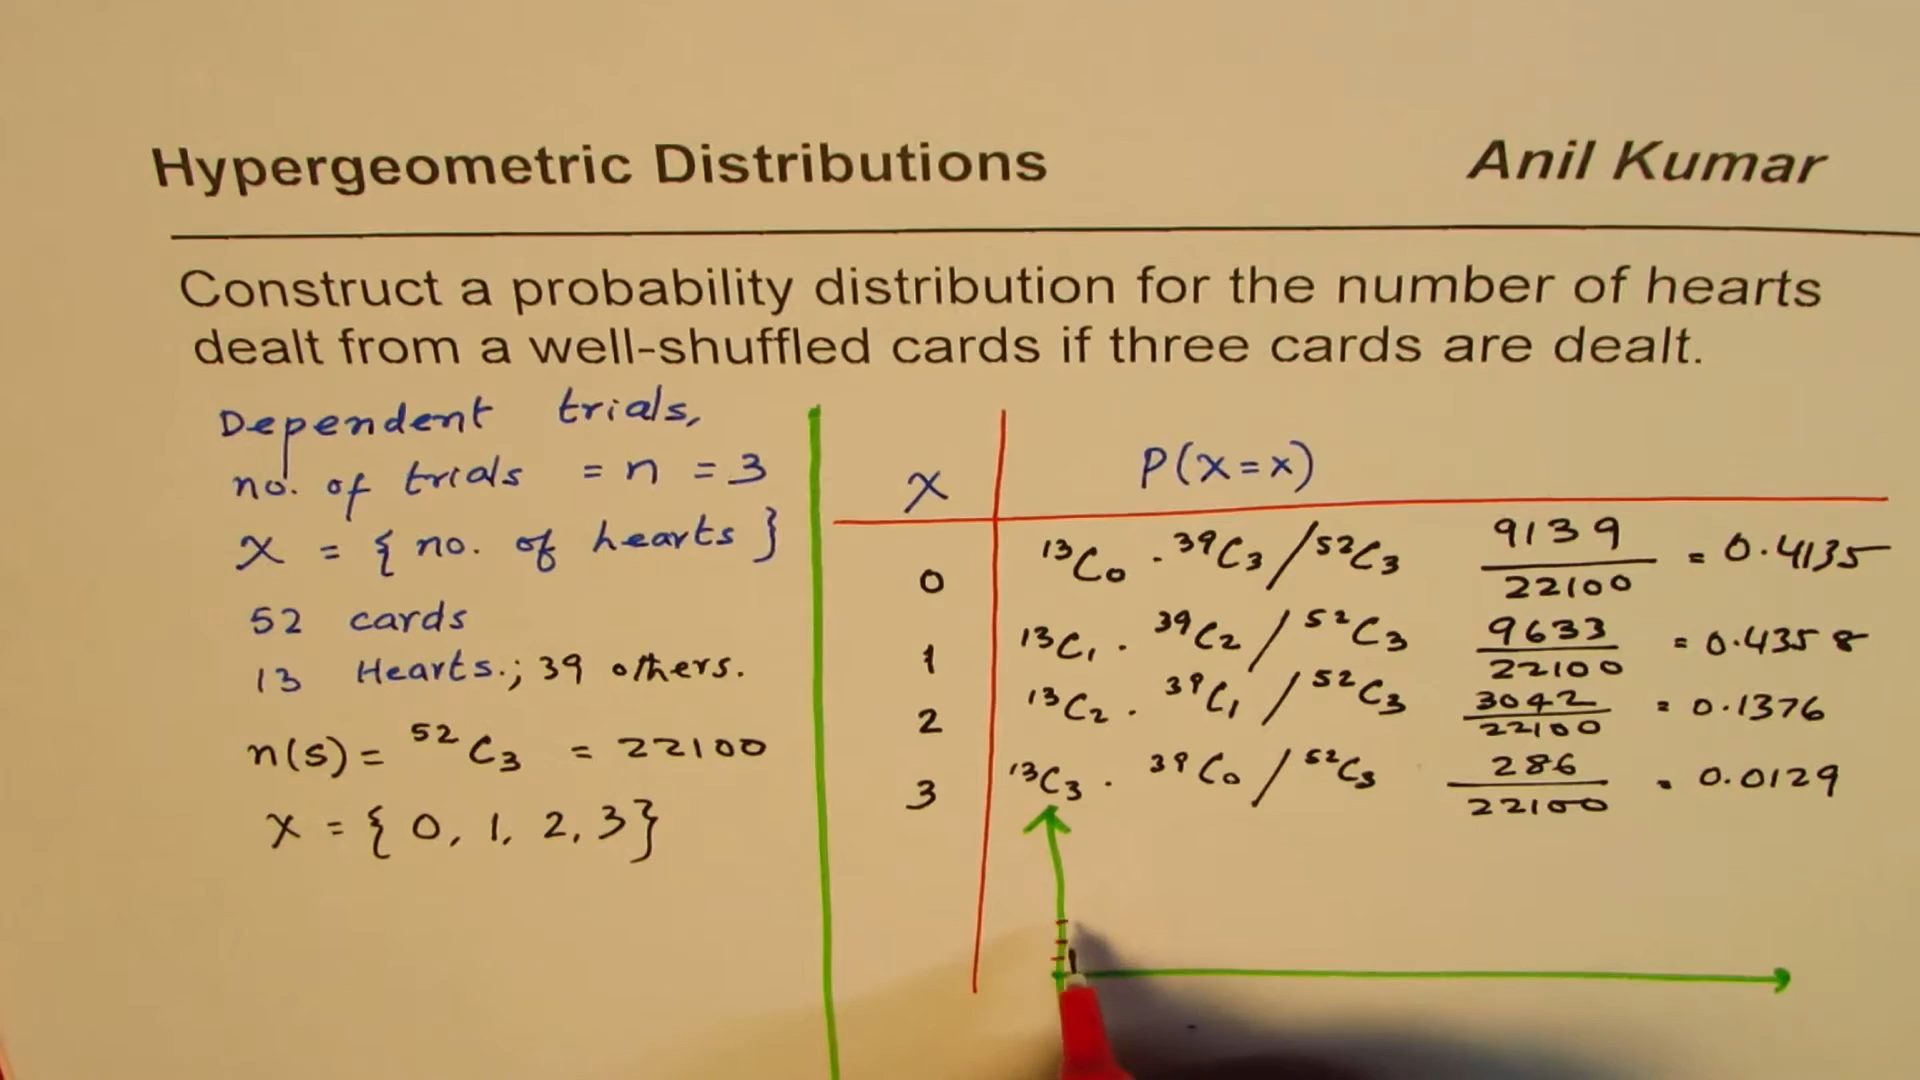 Hypergeometric Distributions
Anil Kumar
Construct a probability distribution for the number of hearts
dealt from a well-shuffled cards if three cards are dealt.
Dependent trials,
no. of trials = n = 3
X = { no. of hearts }
52 cards
13 Hearts.; 39 others.
n(s) = ⁵²C₃ = 22100
X = { 0, 1, 2, 3 }
X P(X=x)
0 ¹³C₀ · ³⁹C₃ / ⁵²C₃ 9139/22100 = 0.4135
1 ¹³C₁ · ³⁹C₂ / ⁵²C₃ 9633/22100 = 0.4358
2 ¹³C₂ · ³⁹C₁ / ⁵²C₃ 3042/22100 = 0.1376
3 ¹³C₃ · ³⁹C₀ / ⁵²C₃ 286/22100 = 0.0129